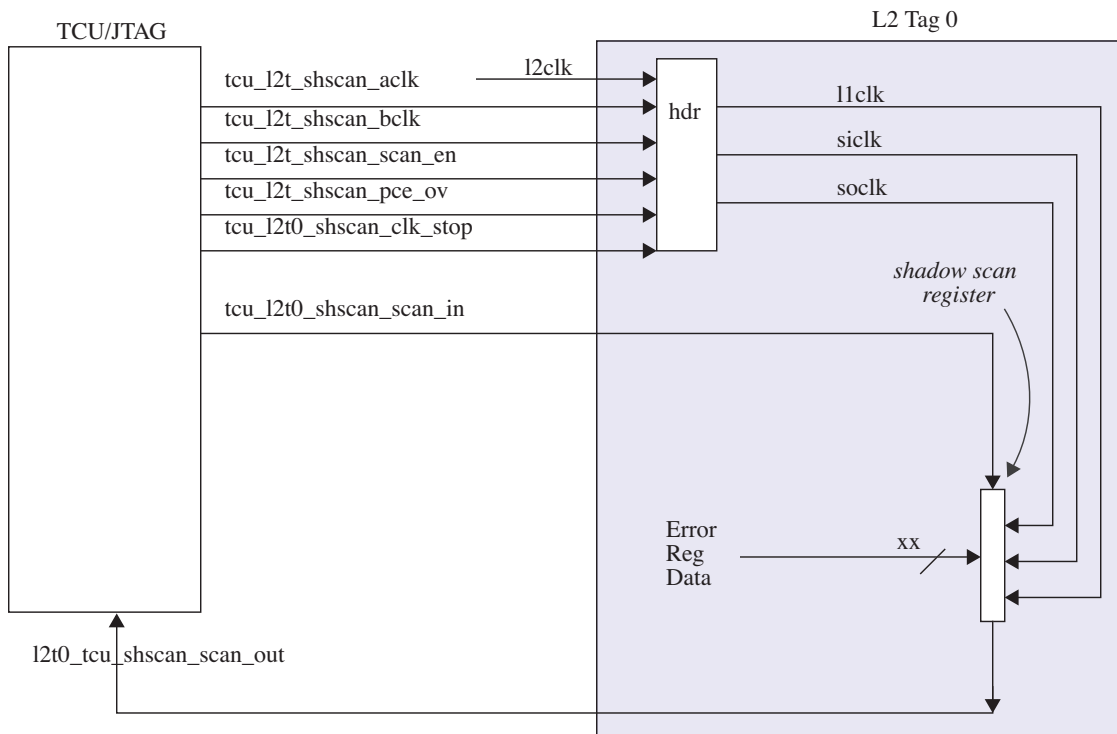 TCU/JTAG
L2 Tag 0
tcu_l2t_shscan_aclk
l2clk
tcu_l2t_shscan_bclk
tcu_l2t_shscan_scan_en
tcu_l2t_shscan_pce_ov
tcu_l2t0_shscan_clk_stop
hdr
l1clk
siclk
soclk
shadow scan
register
tcu_l2t0_shscan_scan_in
Error
Reg
Data
xx
l2t0_tcu_shscan_scan_out